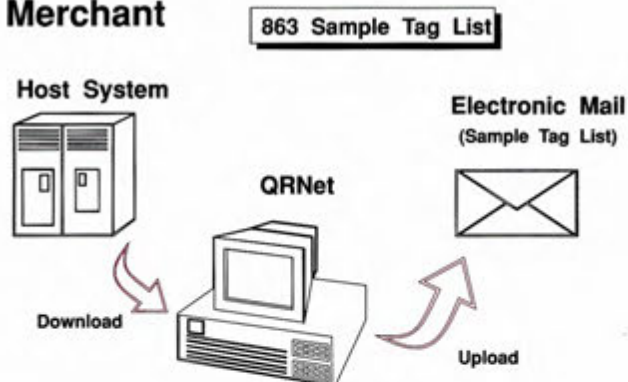 Merchant
863 Sample Tag List
Host System
Electronic Mail
(Sample Tag List)
QRNet
Download
Upload